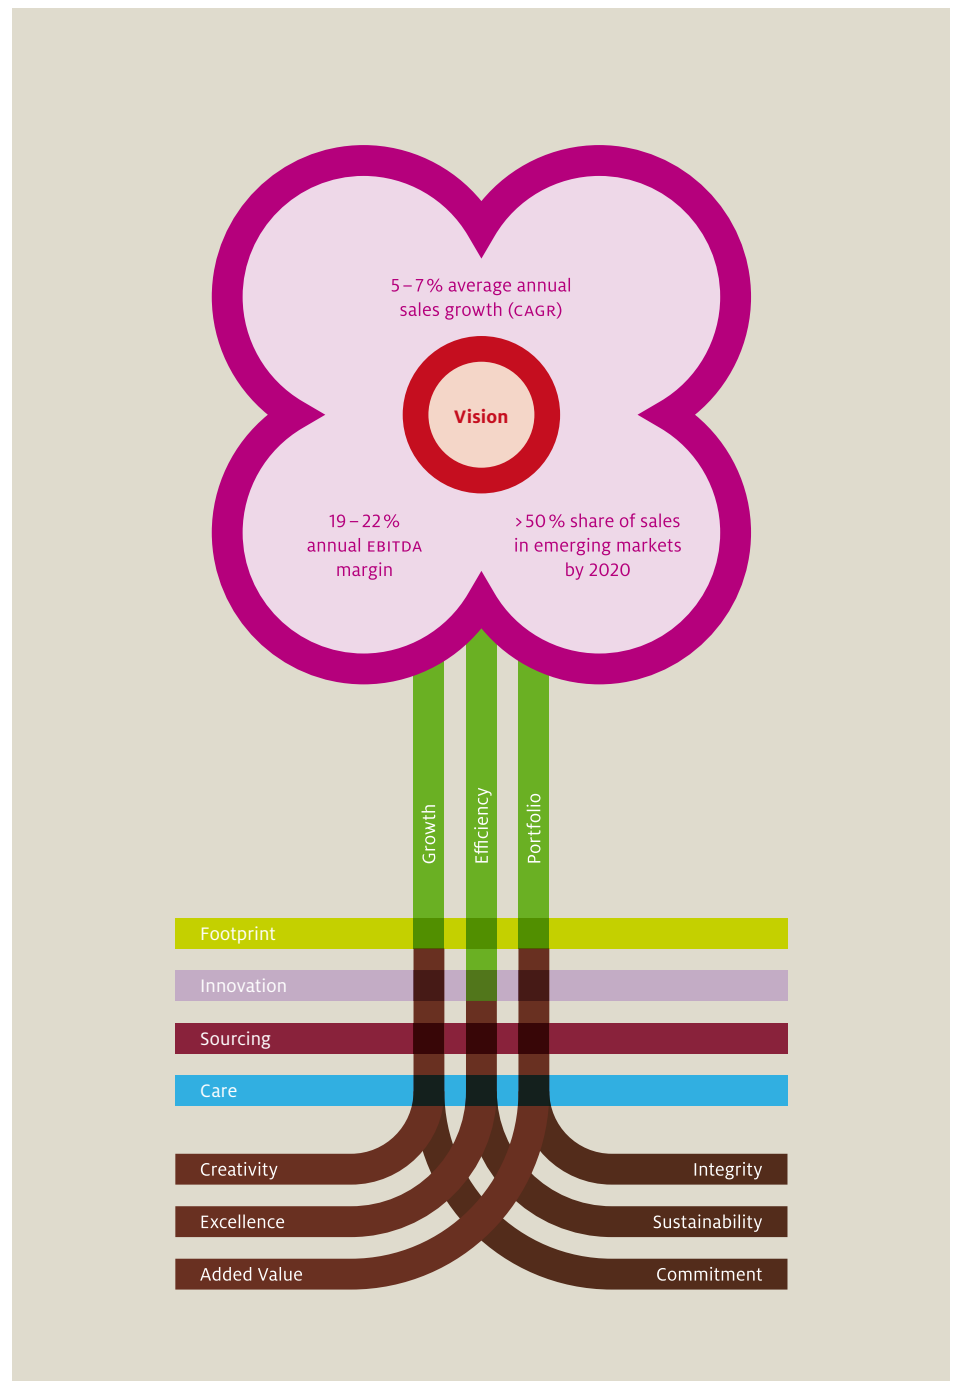 5 – 7 % average annual
sales growth (CAGR)
Vision
19 – 22 %
annual EBITDA
margin
> 50 % share of sales
in emerging markets
by 2020
Growth
Efficiency
Portfolio
Footprint
Innovation
Sourcing
Care
Creativity
Integrity
Excellence
Sustainability
Added Value
Commitment